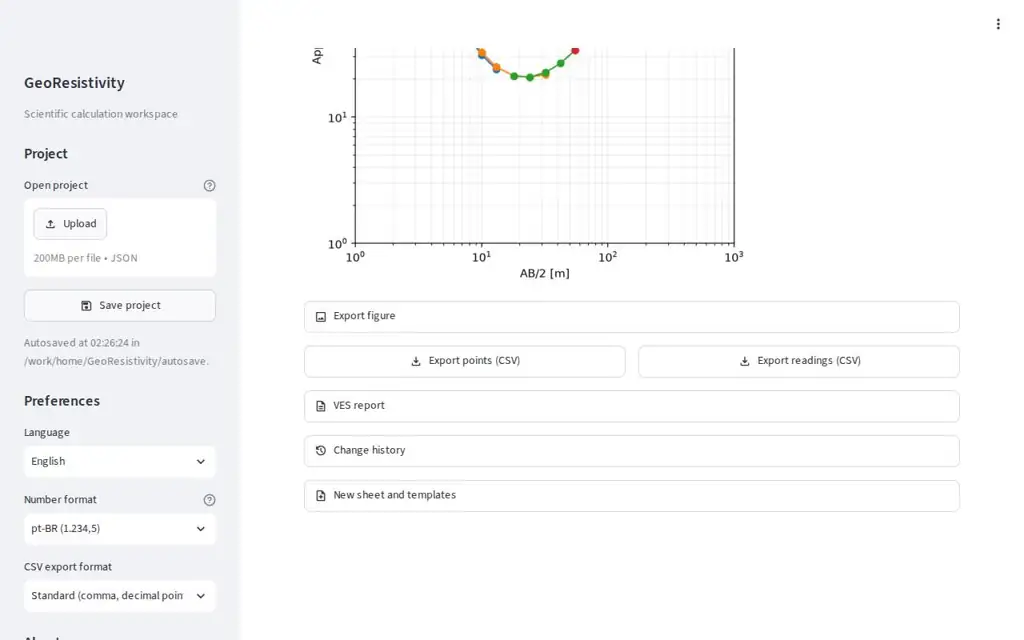 GeoResistivity
Scientific calculation workspace
Project
Open project
Upload
200MB per file • JSON
Save project
Autosaved at 02:26:24 in
/work/home/GeoResistivity/autosave.
Preferences
Language
English
Number format
pt-BR (1.234,5)
CSV export format
Standard (comma, decimal poin
Ap
10¹
10⁰
10⁰ 10¹ 10² 10³
AB/2 [m]
Export figure
Export points (CSV)
Export readings (CSV)
VES report
Change history
New sheet and templates